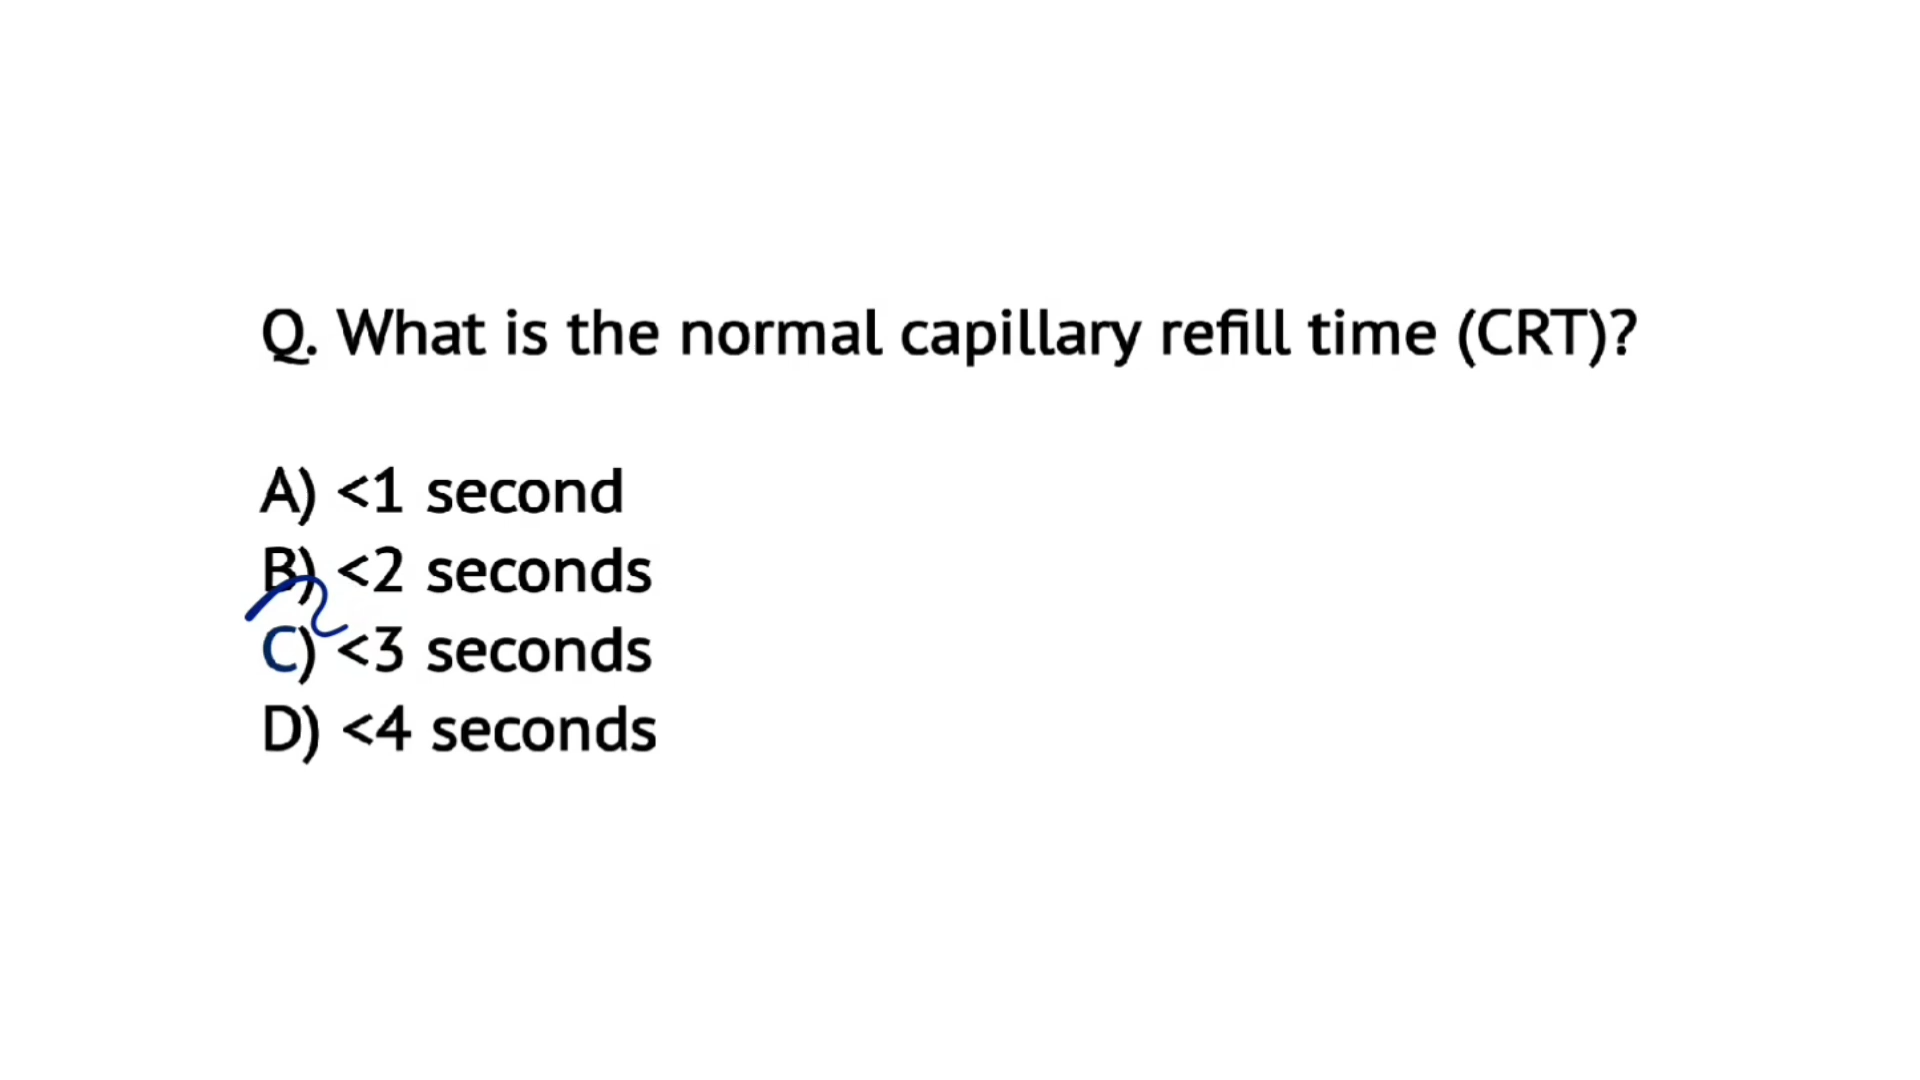 Q. What is the normal capillary refill time (CRT)?
A) <1 second
B) <2 seconds
C) <3 seconds
D) <4 seconds